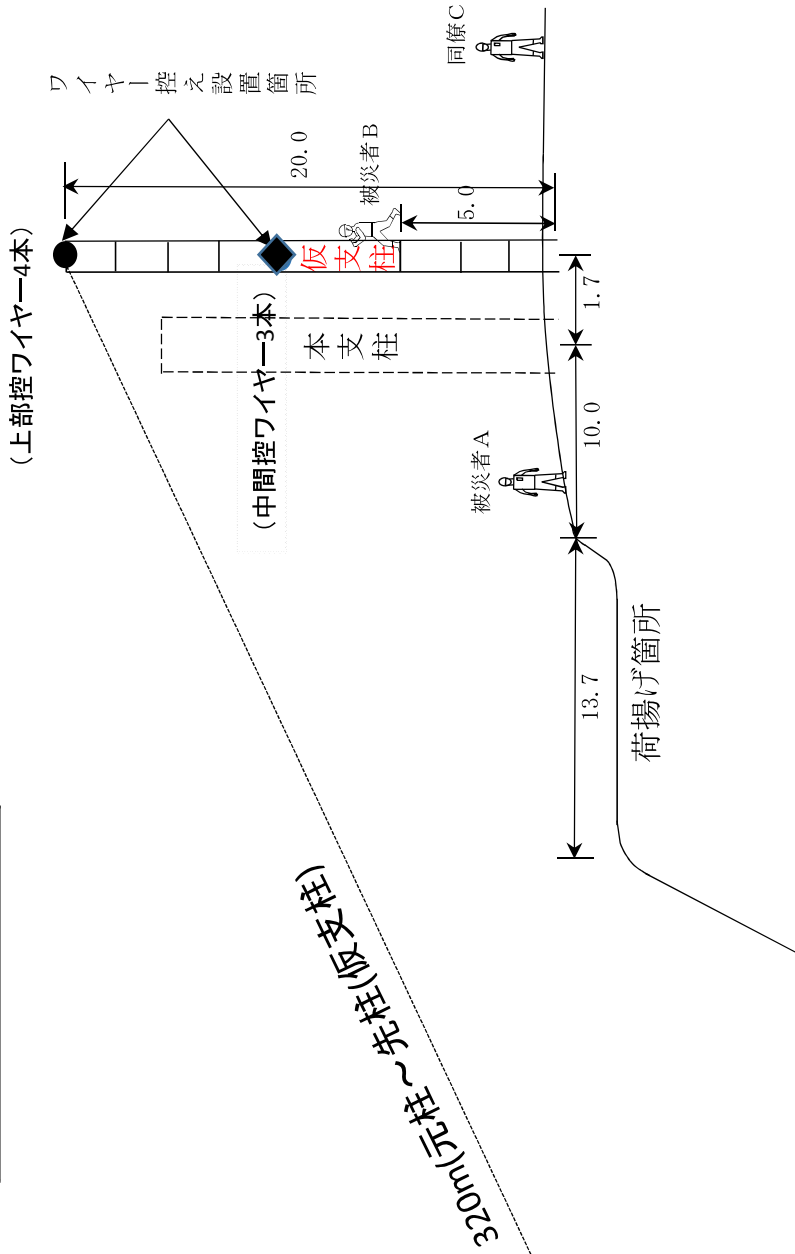 (上部控ワイヤー4本)
ワイヤー控え設置箇所
20.0
被災者B
同僚C
5.0
仮支柱
(中間控ワイヤー3本)
本支柱
1.7
被災者A
10.0
13.7
荷揚げ箇所
320m(元柱~先柱(仮支柱)